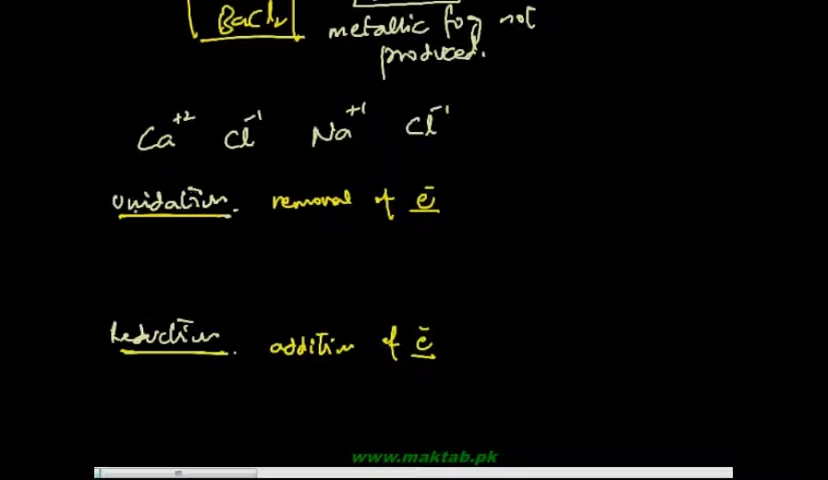 BaCl₂
metallic fog not
produced.
Ca⁺² Cl⁻¹ Na⁺¹ Cl⁻¹
Oxidation. removal of e⁻
Reduction. addition of e⁻
www.maktab.pk